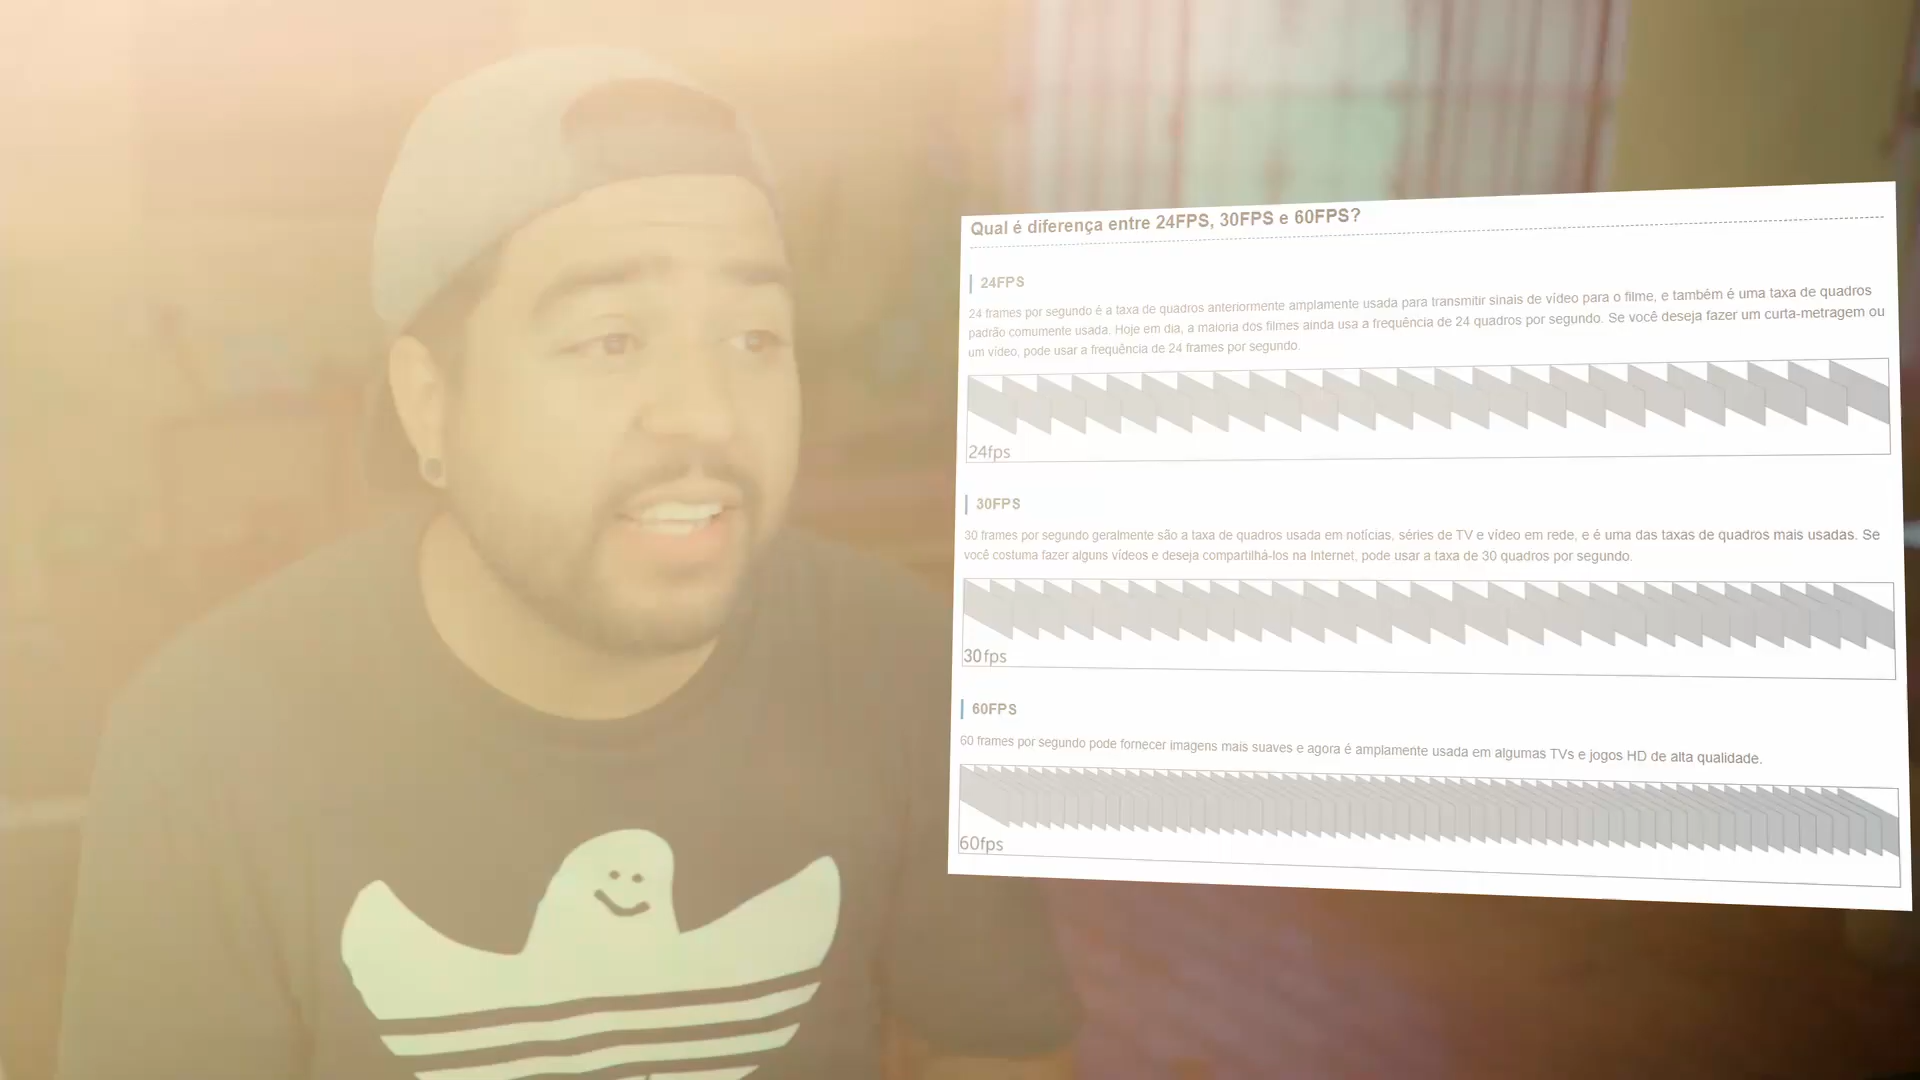 Qual é diferença entre 24FPS, 30FPS e 60FPS?
24FPS
24 frames por segundo é a taxa de quadros anteriormente amplamente usada para transmitir sinais de vídeo para o filme, e também é uma taxa de quadros
padrão comumente usada. Hoje em dia, a maioria dos filmes ainda usa a frequência de 24 quadros por segundo. Se você deseja fazer um curta-metragem ou
um vídeo, pode usar a frequência de 24 frames por segundo.
24fps
30FPS
30 frames por segundo geralmente são a taxa de quadros usada em notícias, séries de TV e vídeo em rede, e é uma das taxas de quadros mais usadas. Se
você costuma fazer alguns vídeos e deseja compartilhá-los na Internet, pode usar a taxa de 30 quadros por segundo.
30fps
60FPS
60 frames por segundo pode fornecer imagens mais suaves e agora é amplamente usada em algumas TVs e jogos HD de alta qualidade.
60fps